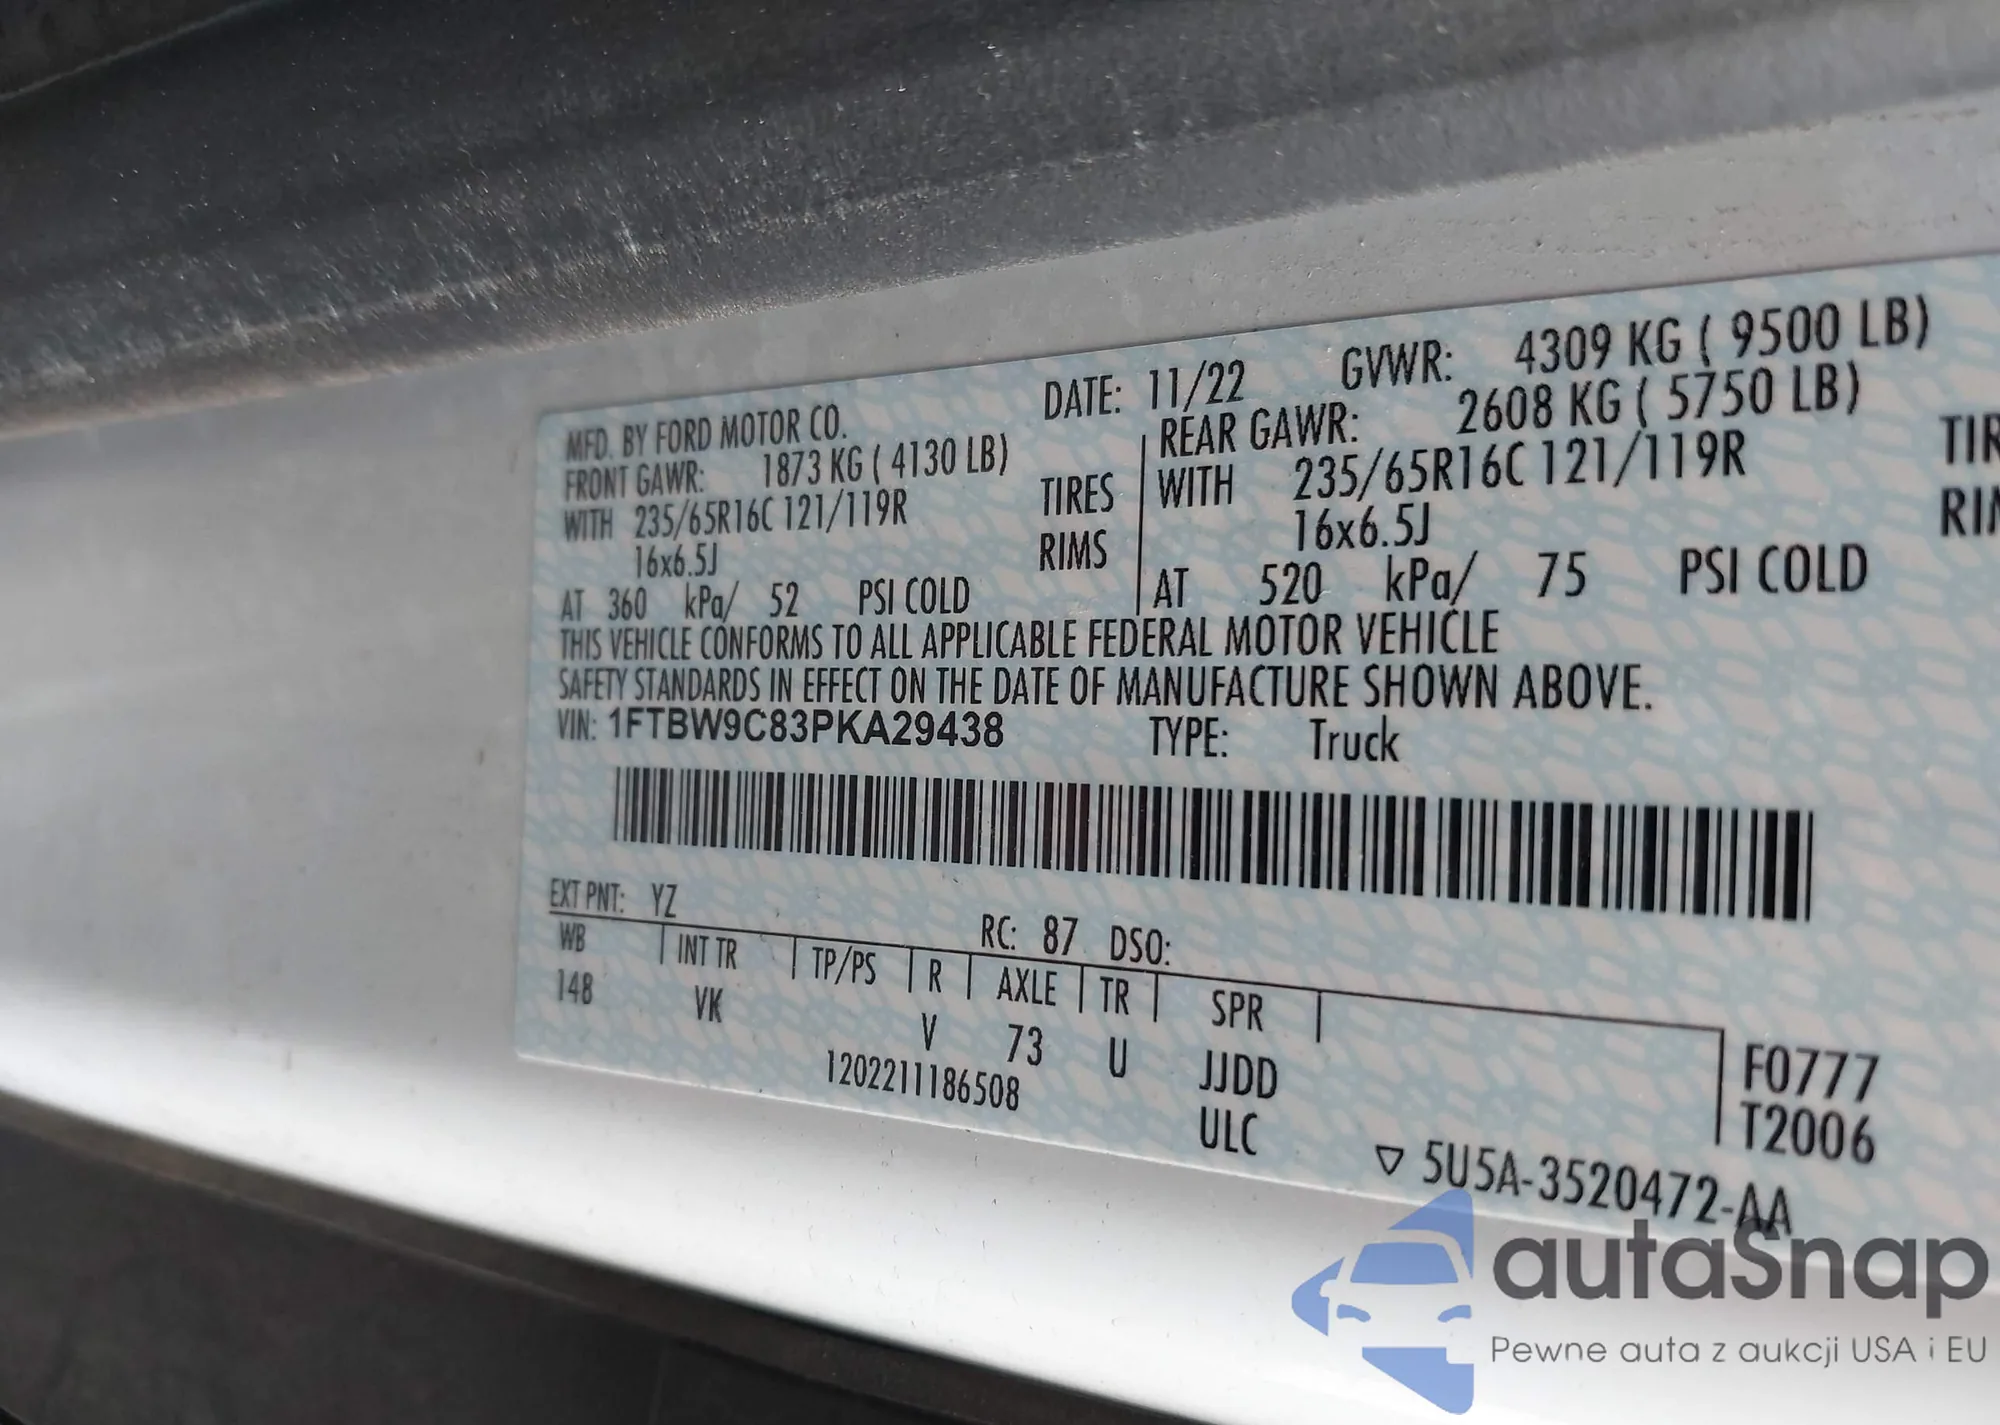 MFD. BY FORD MOTOR CO. DATE: 11/22 GVWR: 4309 KG ( 9500 LB)
FRONT GAWR: 1873 KG ( 4130 LB) REAR GAWR: 2608 KG ( 5750 LB)
WITH 235/65R16C 121/119R TIRES WITH 235/65R16C 121/119R
16x6.5J RIMS 16x6.5J
AT 360 kPa/ 52 PSI COLD AT 520 kPa/ 75 PSI COLD
THIS VEHICLE CONFORMS TO ALL APPLICABLE FEDERAL MOTOR VEHICLE
SAFETY STANDARDS IN EFFECT ON THE DATE OF MANUFACTURE SHOWN ABOVE.
VIN: 1FTBW9C83PKA29438 TYPE: Truck
EXT PNT: YZ RC: 87 DSO:
WB INT TR TP/PS R AXLE TR SPR
148 VK V 73 U JJDD F0777
1202211186508 ULC T2006
▽ 5U5A-3520472-AA
autaSnap
Pewne auta z aukcji USA i EU